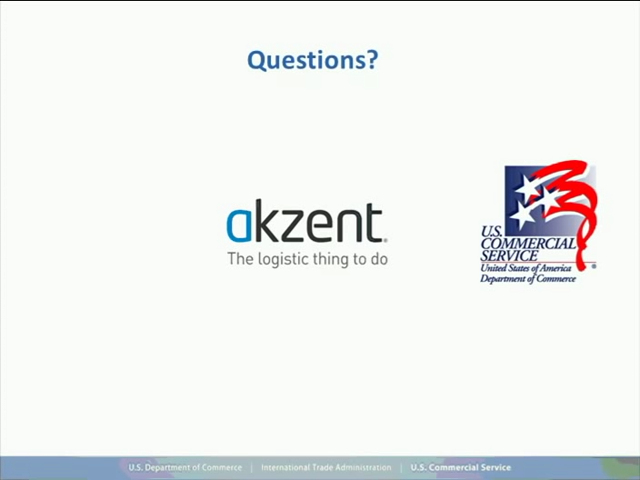 Questions?
akzent®
The logistic thing to do
U.S.
COMMERCIAL
SERVICE
United States of America
Department of Commerce
®
U.S. Department of Commerce | International Trade Administration | U.S. Commercial Service